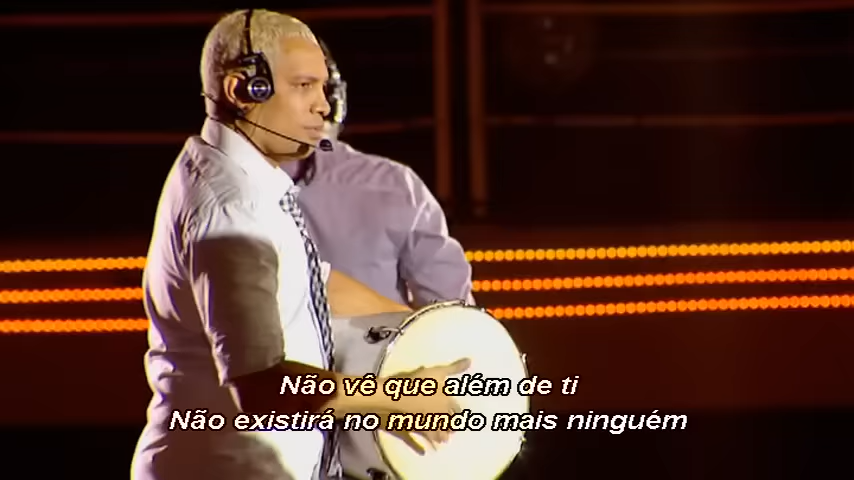 Não vê que além de ti
Não existirá no mundo mais ninguém